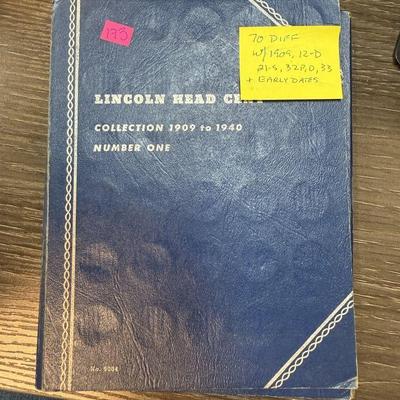 173
70 DIFF
W/1909, 12-D
21-S, 32P, D, 33
+ EARLY DATES
LINCOLN HEAD CENT
COLLECTION 1909 to 1940
NUMBER ONE
No. 9004